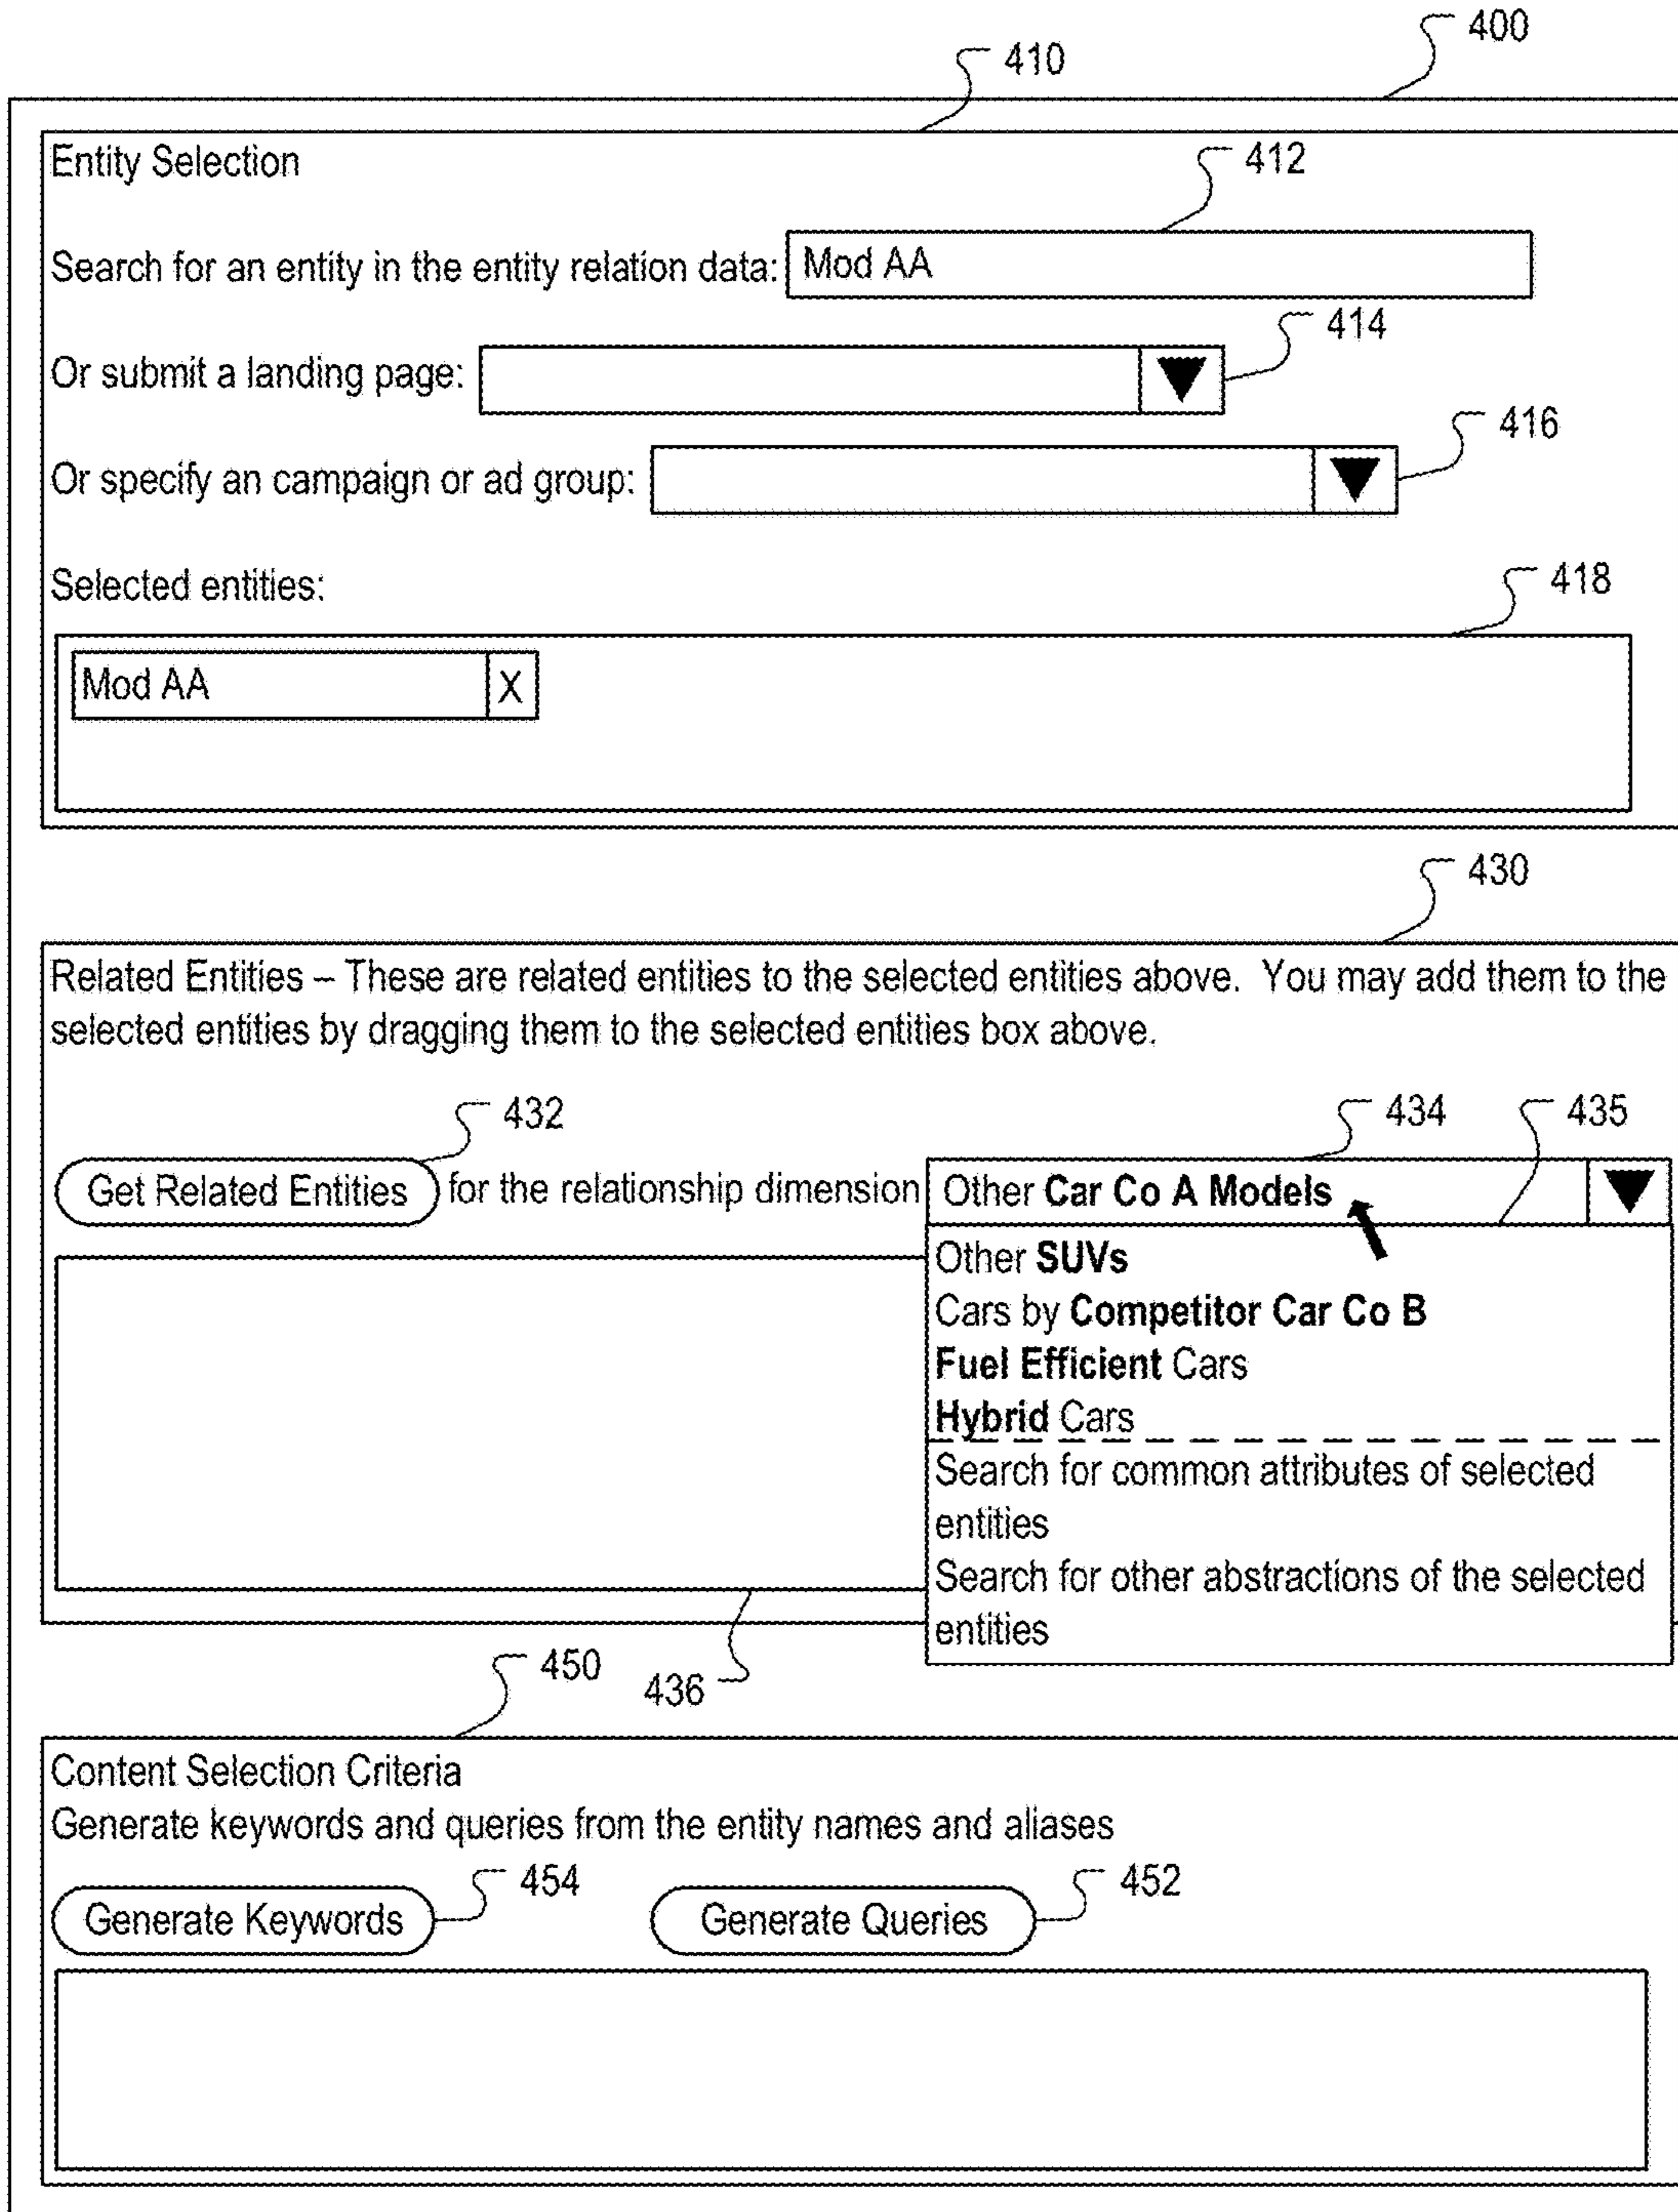 400
410
Entity Selection
412
Search for an entity in the entity relation data: Mod AA
414
Or submit a landing page:
416
Or specify an campaign or ad group:
Selected entities:
418
Mod AA X
430
Related Entities – These are related entities to the selected entities above. You may add them to the
selected entities by dragging them to the selected entities box above.
432 434 435
Get Related Entities for the relationship dimension Other Car Co A Models
Other SUVs
Cars by Competitor Car Co B
Fuel Efficient Cars
Hybrid Cars
Search for common attributes of selected
entities
Search for other abstractions of the selected
entities
450
436
Content Selection Criteria
Generate keywords and queries from the entity names and aliases
454 452
Generate Keywords Generate Queries